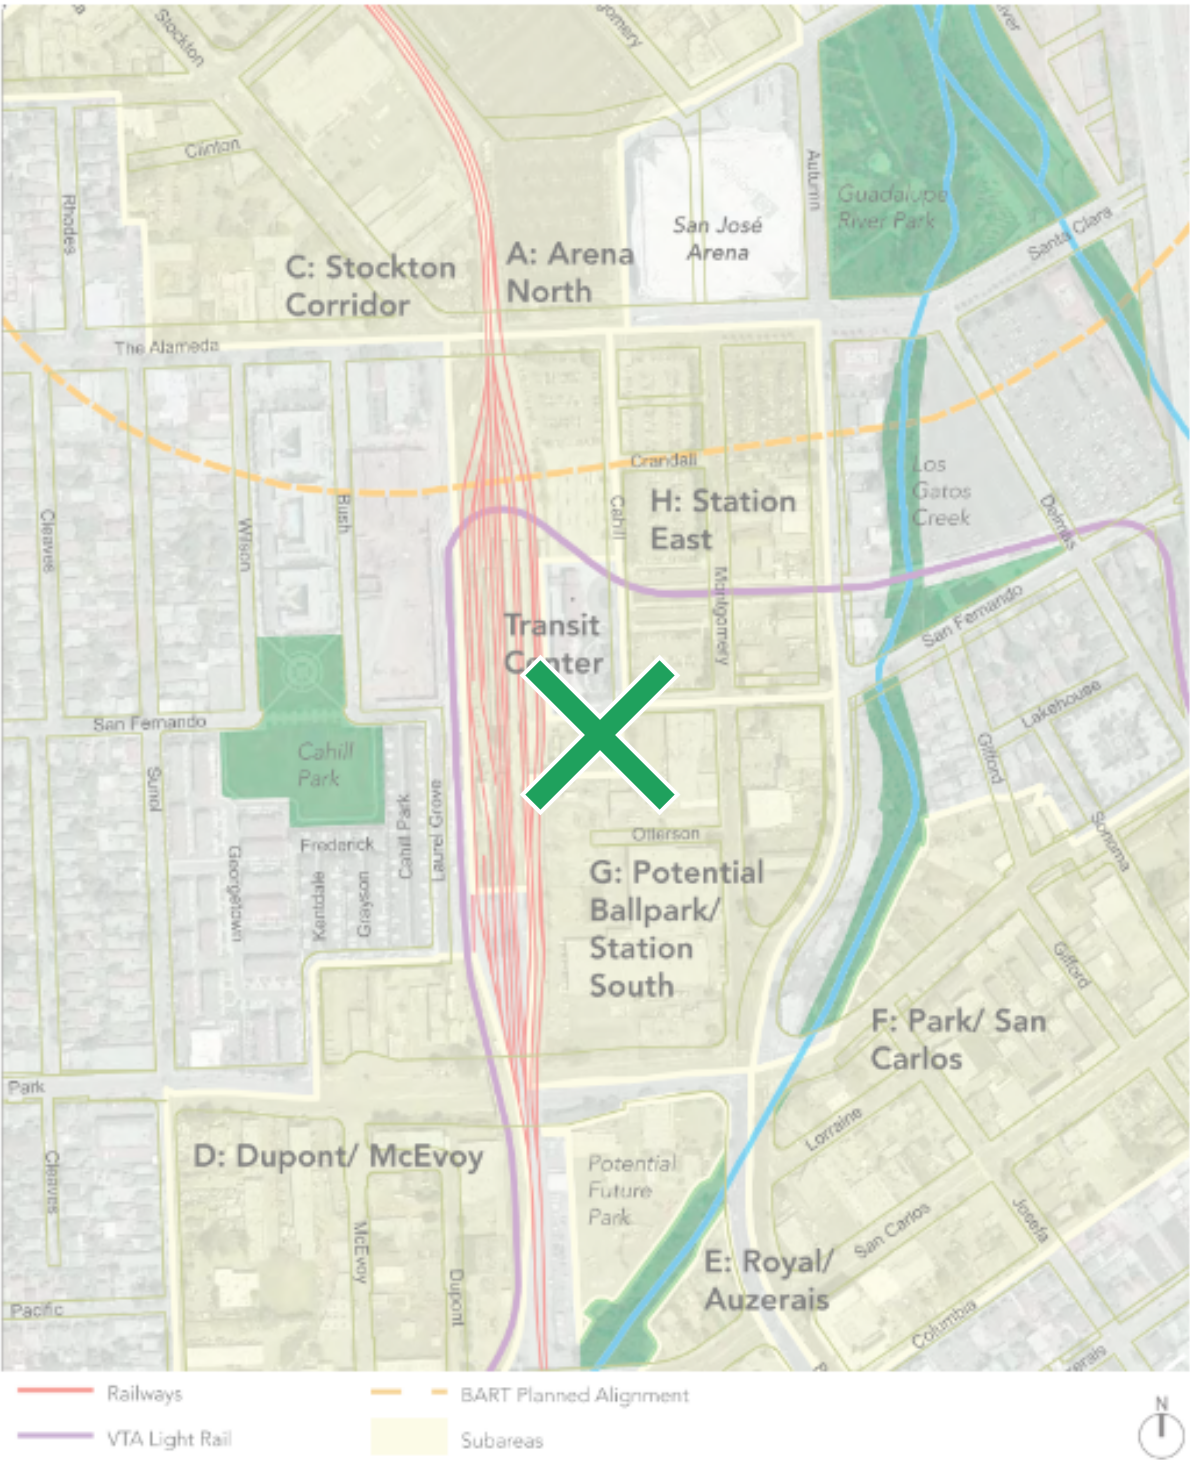 Stockton
Clinton
Rhodes
Autumn
Guadalupe
River Park
San José
Arena
Santa Clara
C: Stockton
Corridor
A: Arena
North
The Alameda
Crandall
Los
Gatos
Creek
Cleaves
Wilson
Bush
Cahill
H: Station
East
Delmas
Montgomery
San Fernando
Transit
Center
Lakehouse
San Fernando
Cahill
Park
Gifford
Sunol
Laurel Grove
Cahill Park
Sonoma
Otterson
Frederick
Georgetown
Kentdale
Grayson
G: Potential
Ballpark/
Station
South
Gifford
F: Park/ San
Carlos
Park
Lorraine
D: Dupont/ McEvoy
Cleaves
Potential
Future
Park
McEvoy
Dupont
San Carlos
Josefa
E: Royal/
Auzerais
Pacific
Columbia
Railways
BART Planned Alignment
VTA Light Rail
Subareas
N